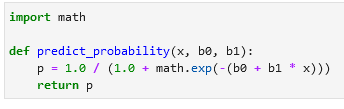 import math
def predict_probability(x, b0, b1):
    p = 1.0 / (1.0 + math.exp(-(b0 + b1 * x)))
    return p